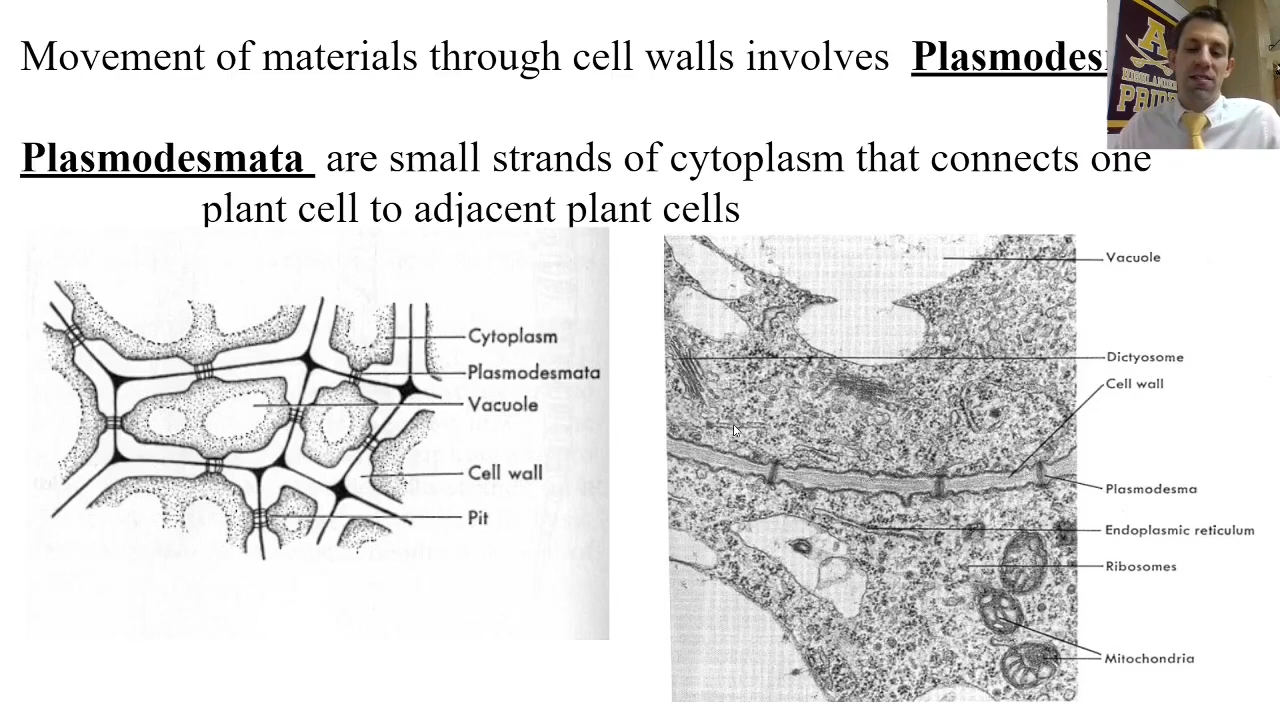 Movement of materials through cell walls involves Plasmodes
Plasmodesmata are small strands of cytoplasm that connects one
plant cell to adjacent plant cells
A
HIGHLANDER
PRIDE
Cytoplasm
Plasmodesmata
Vacuole
Cell wall
Pit
Vacuole
Dictyosome
Cell wall
Plasmodesma
Endoplasmic reticulum
Ribosomes
Mitochondria